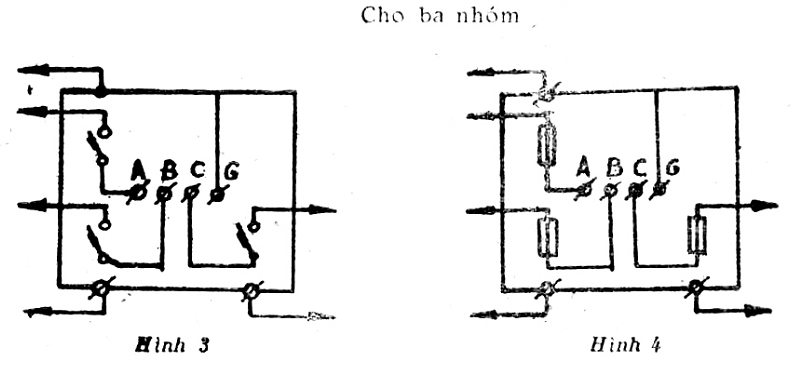 Cho ba nhóm
A B C G
A B C G
Hình 3
Hình 4